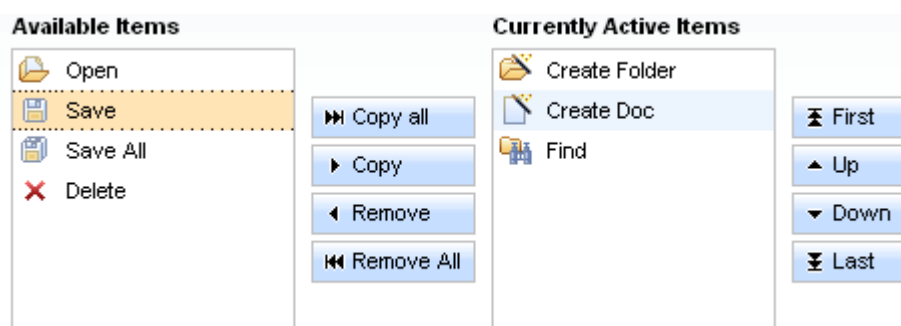 Available Items
Open
Save
Save All
Delete
Copy all
Copy
Remove
Remove All
Currently Active Items
Create Folder
Create Doc
Find
First
Up
Down
Last